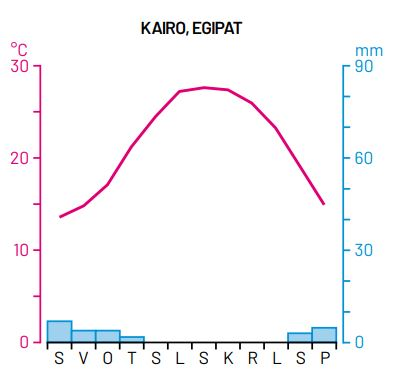 KAIRO, EGIPAT
°C mm
30 90
20 60
10 30
0 0
S V O T S L S K R L S P